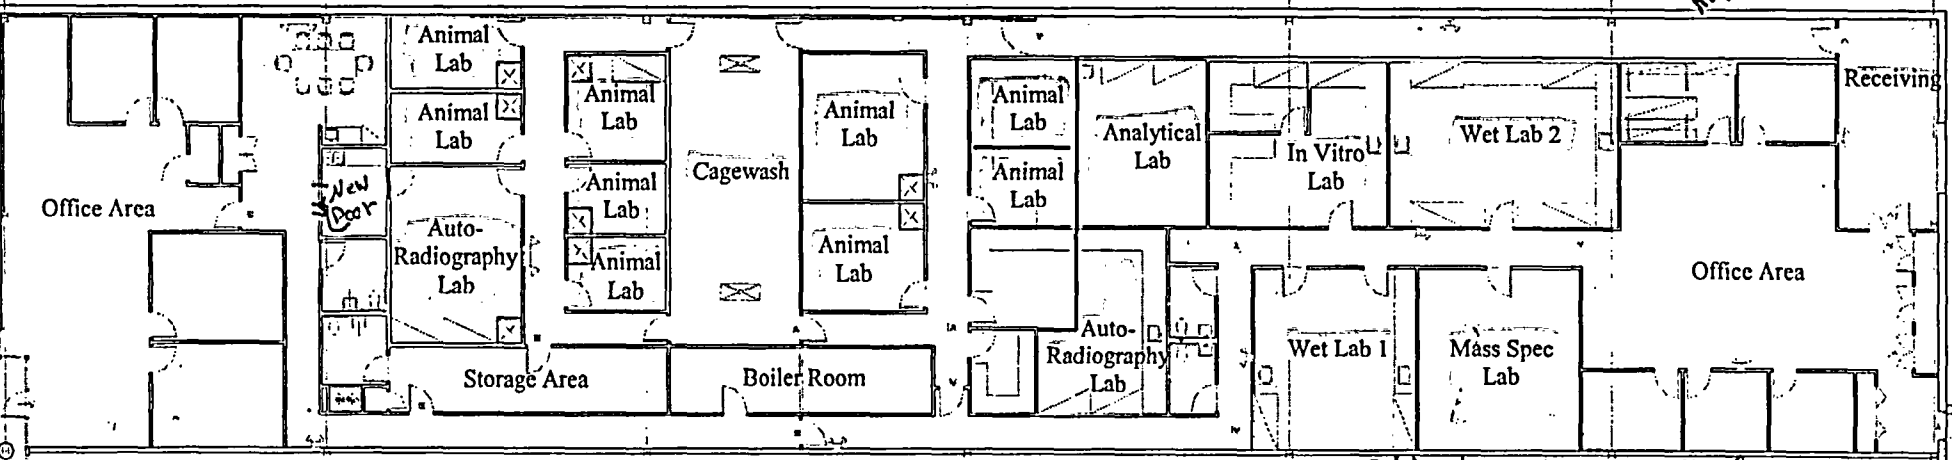 Animal
Lab
Animal
Lab
Animal
Lab
Animal
Lab
Animal
Lab
Auto-
Radiography
Lab
Cagewash
Animal
Lab
Animal
Lab
Animal
Lab
Animal
Lab
Analytical
Lab
In Vitro
Lab
Wet Lab 2
Receiving
Office Area
New
Door
Office Area
Storage Area
Boiler Room
Auto-
Radiography
Lab
Wet Lab 1
Mass Spec
Lab